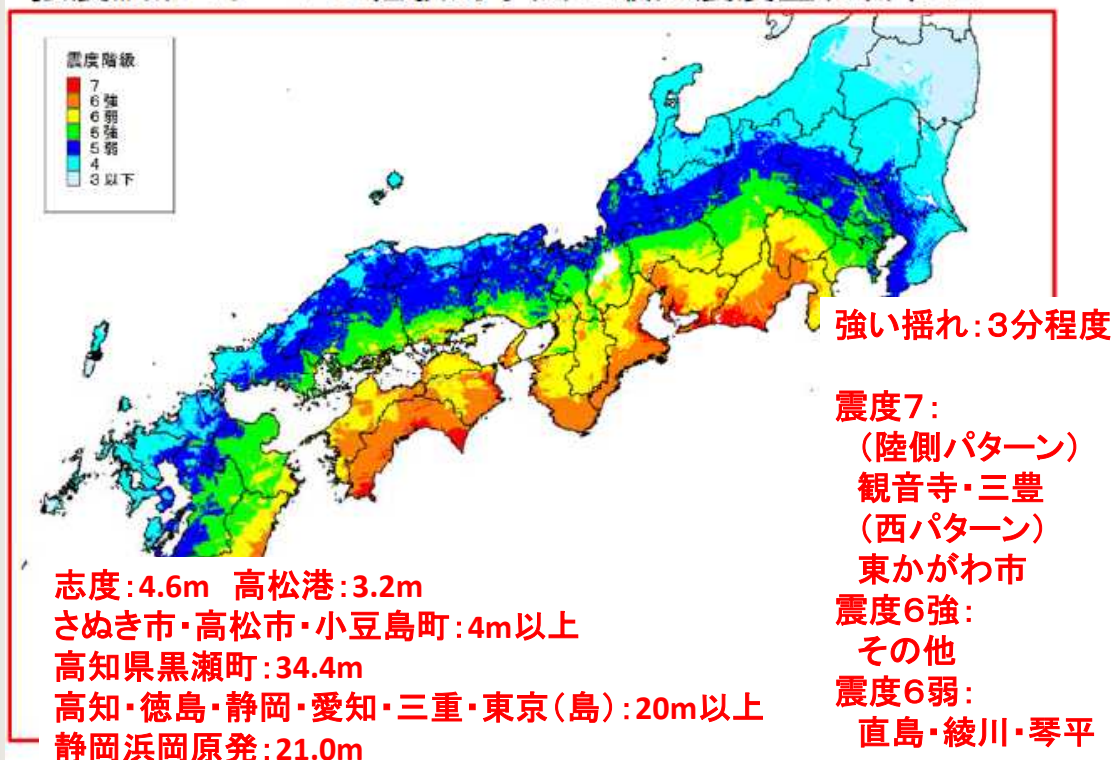 震度階級
7
6強
6弱
5強
5弱
4
3以下
強い揺れ:3分程度
震度7:
(陸側パターン)
観音寺・三豊
(西パターン)
東かがわ市
震度6強:
その他
震度6弱:
直島・綾川・琴平
志度:4.6m 高松港:3.2m
さぬき市・高松市・小豆島町:4m以上
高知県黒瀬町:34.4m
高知・徳島・静岡・愛知・三重・東京(島):20m以上
静岡浜岡原発:21.0m